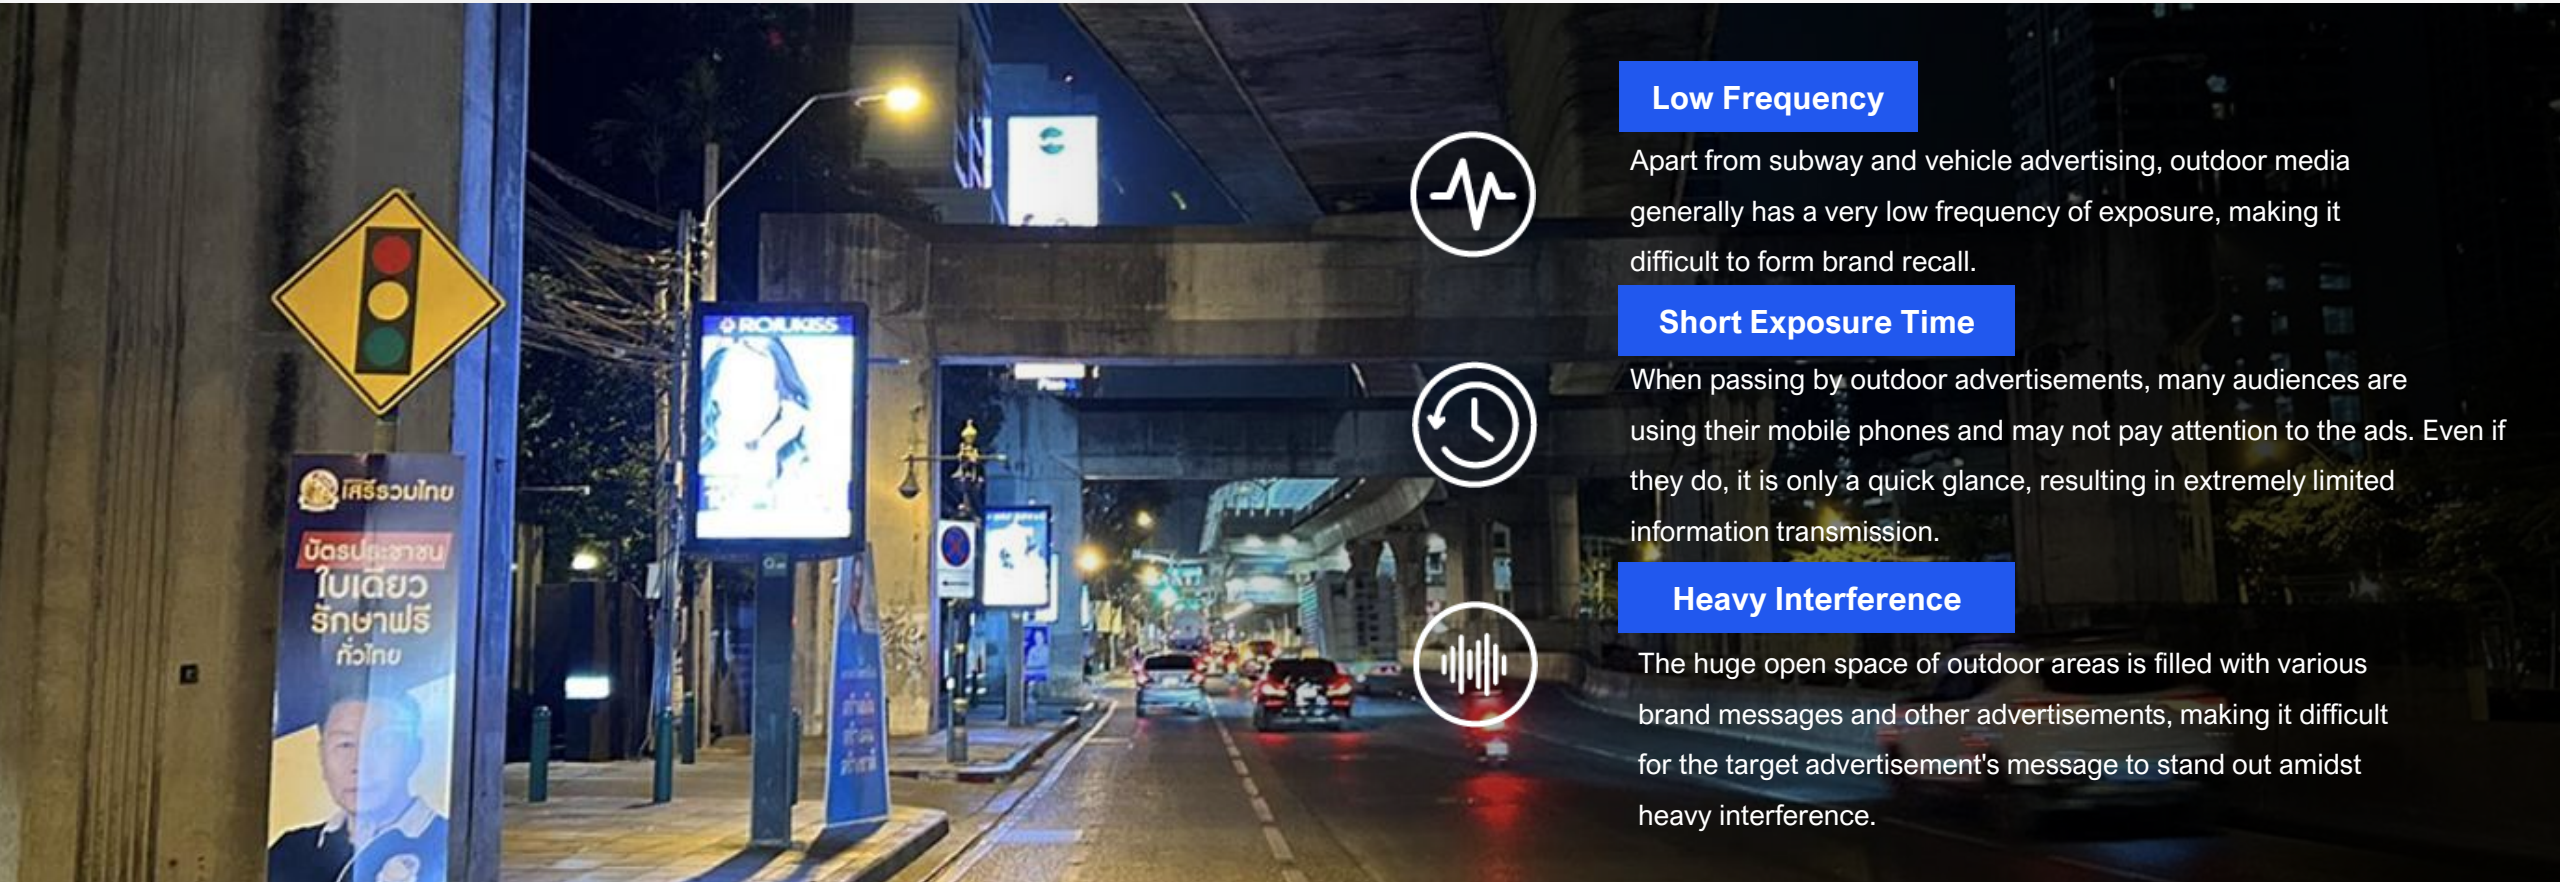 Low Frequency
Apart from subway and vehicle advertising, outdoor media
generally has a very low frequency of exposure, making it
difficult to form brand recall.
Short Exposure Time
When passing by outdoor advertisements, many audiences are
using their mobile phones and may not pay attention to the ads. Even if
they do, it is only a quick glance, resulting in extremely limited
information transmission.
Heavy Interference
The huge open space of outdoor areas is filled with various
brand messages and other advertisements, making it difficult
for the target advertisement's message to stand out amidst
heavy interference.
ROJUKISS
เสรีรวมไทย
บัตรประชาชน
ใบเดียว
รักษาฟรี
ทั่วไทย